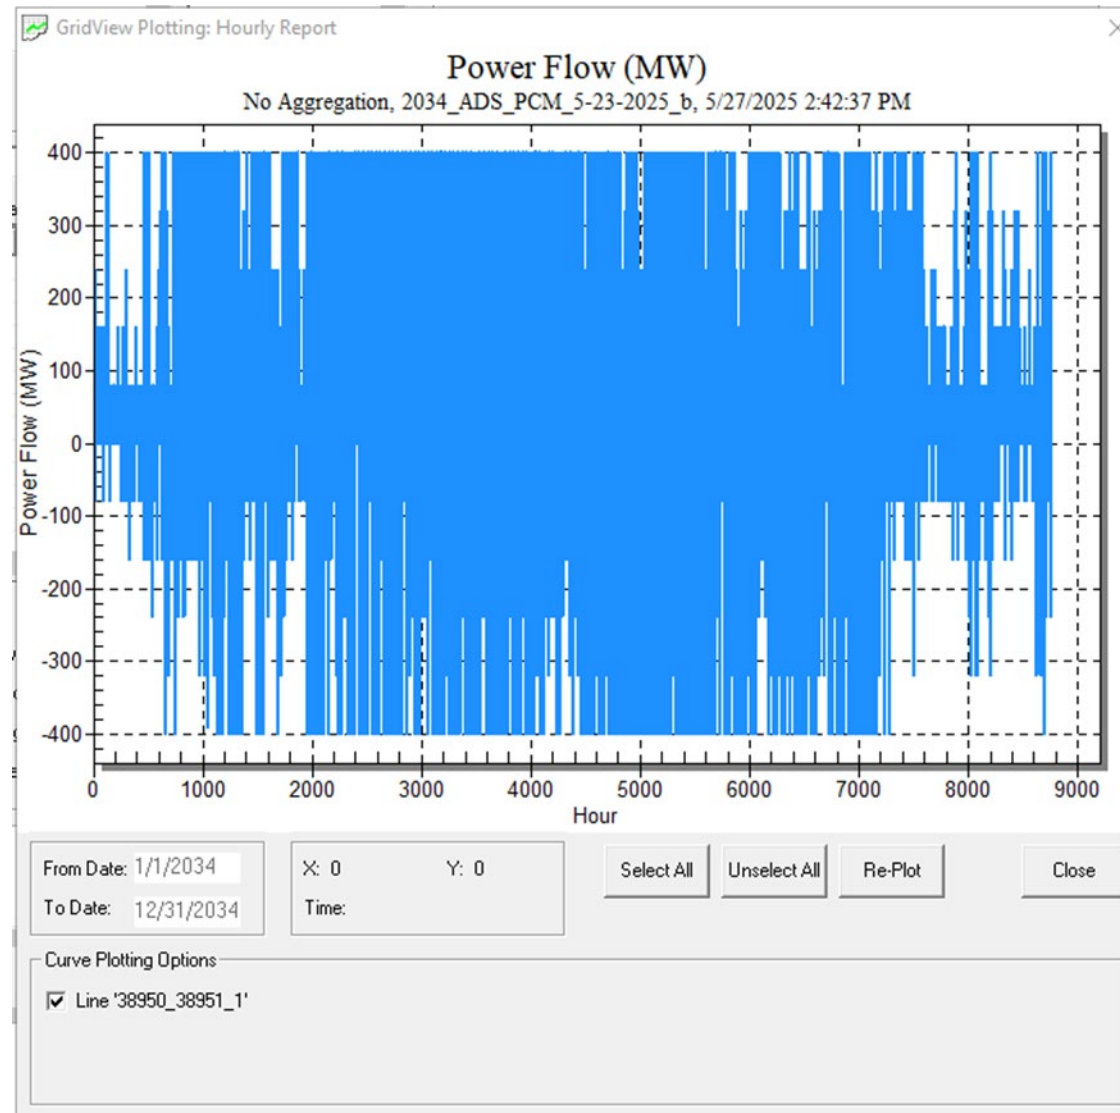 GridView Plotting: Hourly Report
Power Flow (MW)
No Aggregation, 2034_ADS_PCM_5-23-2025_b, 5/27/2025 2:42:37 PM
Power Flow (MW)
400
300
200
100
0
-100
-200
-300
-400
0 1000 2000 3000 4000 5000 6000 7000 8000 9000
Hour
From Date: 1/1/2034
To Date: 12/31/2034
X: 0 Y: 0
Time:
Select All Unselect All Re-Plot Close
Curve Plotting Options
Line '38950_38951_1'